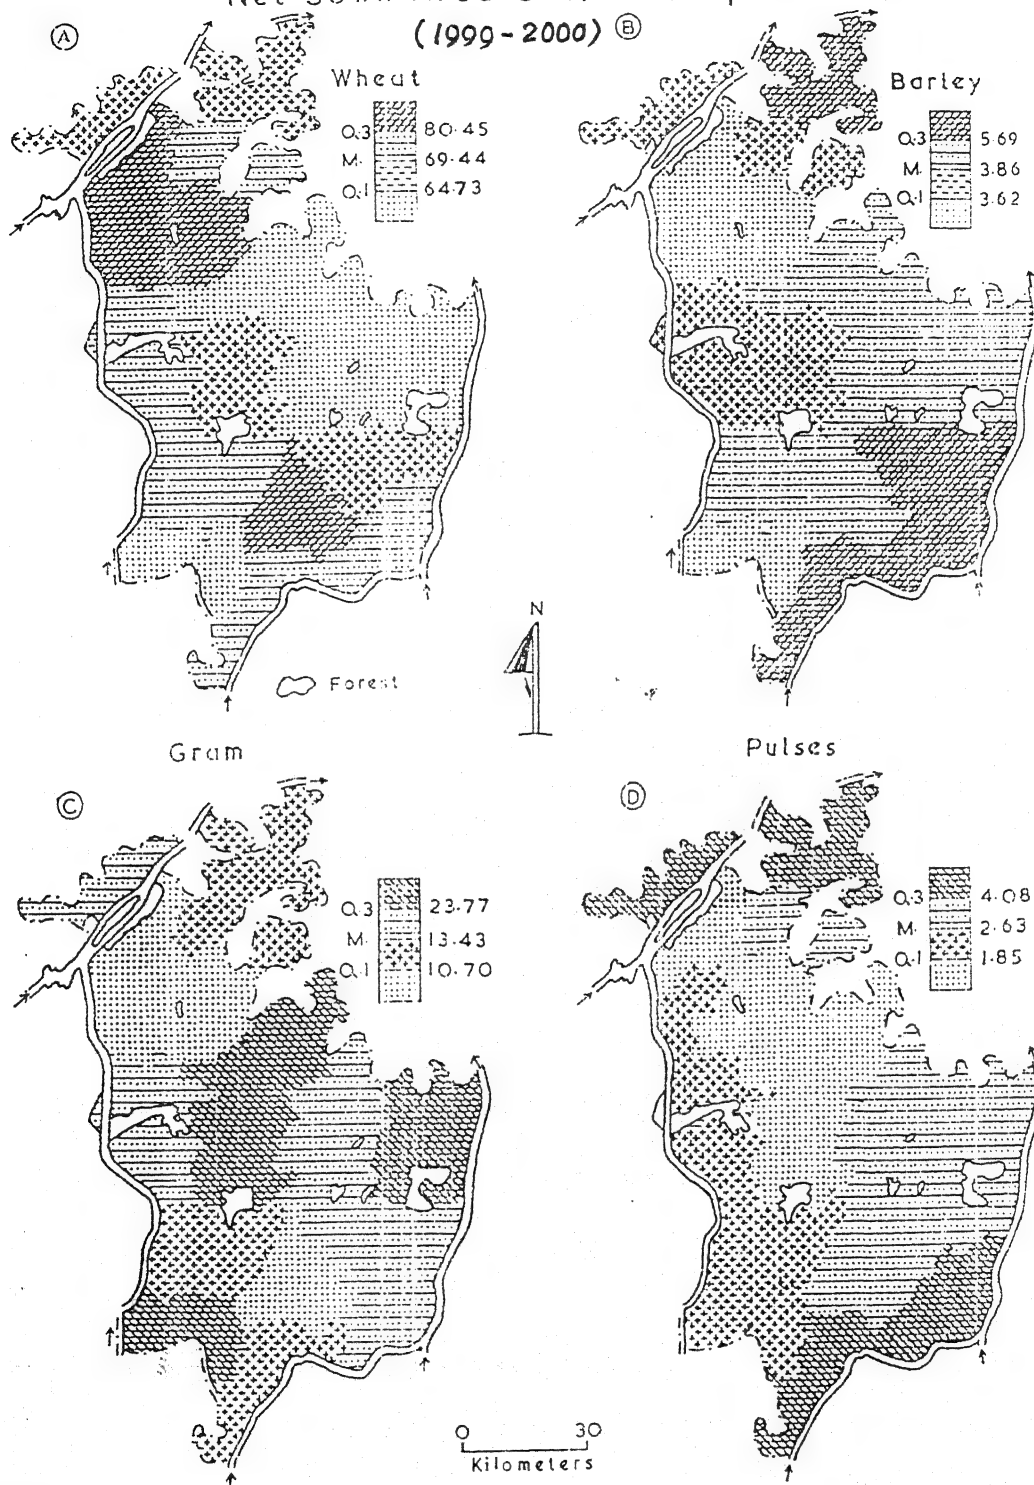 (1999-2000)
A
B
Wheat
Q.3 80.45
M. 69.44
Q.1 64.73
Barley
Q.3 5.69
M. 3.86
Q.1 3.62
N
Forest
Gram
Pulses
C
D
Q.3 23.77
M. 13.43
Q.1 10.70
Q.3 4.08
M. 2.63
Q.1 1.85
0 30
Kilometers